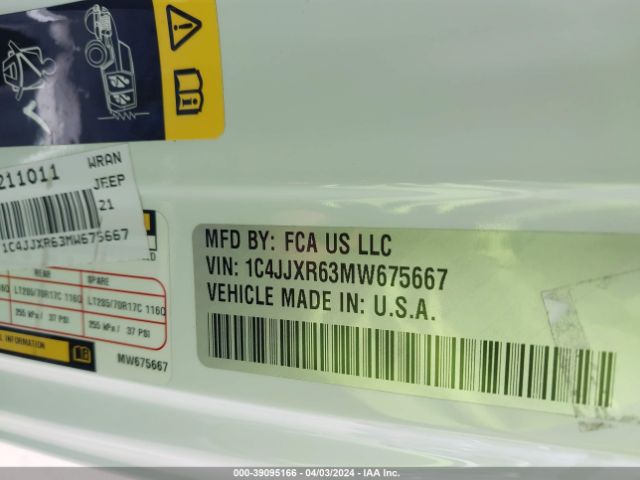 211011
WRAN
JEEP
21
1C4JJXR63MW675667
REAR
SPARE
LT285/70R17C 116Q
LT285/70R17C 116Q
255 kPa / 37 PSI
255 kPa / 37 PSI
INFORMATION
MW675667
MFD BY: FCA US LLC
VIN: 1C4JJXR63MW675667
VEHICLE MADE IN: U.S.A.
000-39095166 - 04/03/2024 - IAA Inc.